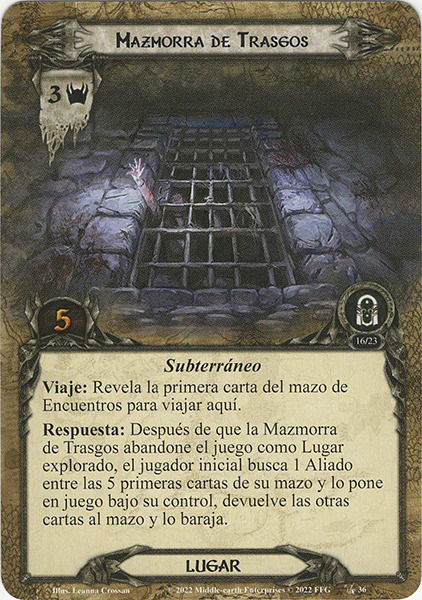 Mazmorra de Trasgos
3
5
16/23
Subterráneo
Viaje: Revela la primera carta del mazo de
Encuentros para viajar aquí.
Respuesta: Después de que la Mazmorra
de Trasgos abandone el juego como Lugar
explorado, el jugador inicial busca 1 Aliado
entre las 5 primeras cartas de su mazo y lo pone
en juego bajo su control, devuelve las otras
cartas al mazo y lo baraja.
LUGAR
Illus. Leanna Crossan ©2022 Middle-earth Enterprises ©2022 FFG 36